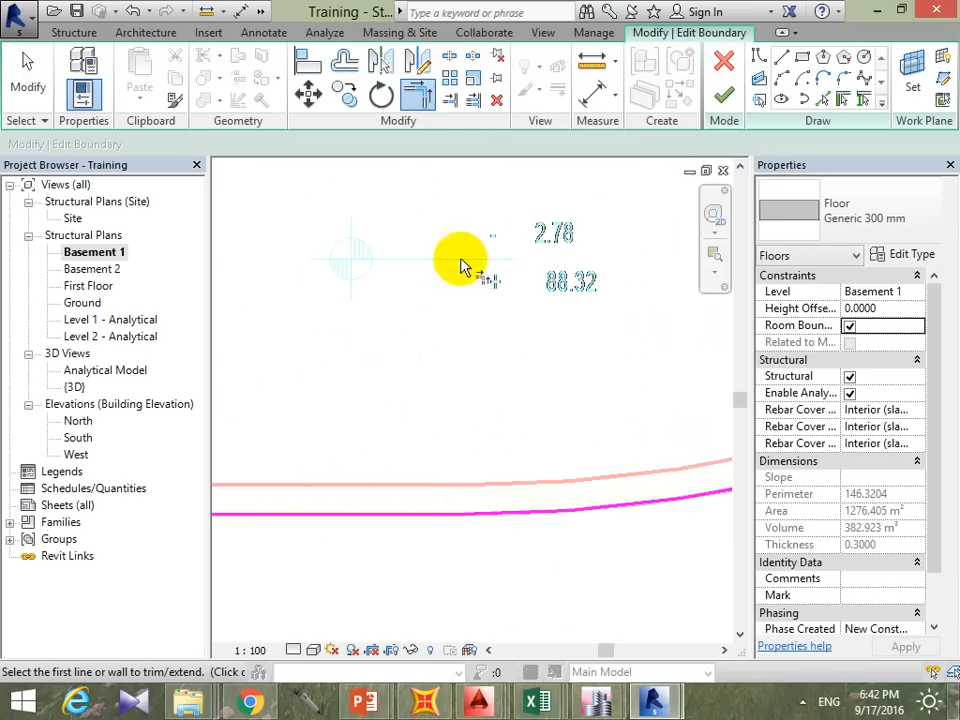 Training - St...
Type a keyword or phrase
Sign In
S
Structure
Architecture
Insert
Annotate
Analyze
Massing & Site
Collaborate
View
Manage
Modify | Edit Boundary
Modify
Paste
Set
Select
Properties
Clipboard
Geometry
Modify
View
Measure
Create
Mode
Draw
Work Plane
Modify | Edit Boundary
Project Browser - Training
Views (all)
Structural Plans (Site)
Site
Structural Plans
Basement 1
Basement 2
First Floor
Ground
Level 1 - Analytical
Level 2 - Analytical
3D Views
Analytical Model
{3D}
Elevations (Building Elevation)
North
South
West
Legends
Schedules/Quantities
Sheets (all)
Families
Groups
Revit Links
- 2.78
+ 88.32
2D
Properties
Floor
Generic 300 mm
Floors
Edit Type
Constraints
Level Basement 1
Height Offse... 0.0000
Room Boun...
Related to M...
Structural
Structural
Enable Analy...
Rebar Cover ... Interior (sla...
Rebar Cover ... Interior (sla...
Rebar Cover ... Interior (sla...
Dimensions
Slope
Perimeter 146.3204
Area 1276.405 m²
Volume 382.923 m³
Thickness 0.3000
Identity Data
Comments
Mark
Phasing
Phase Created New Const...
Properties help
Apply
1 : 100
Select the first line or wall to trim/extend. (Click o
:0
Main Model
ENG
6:42 PM
9/17/2016